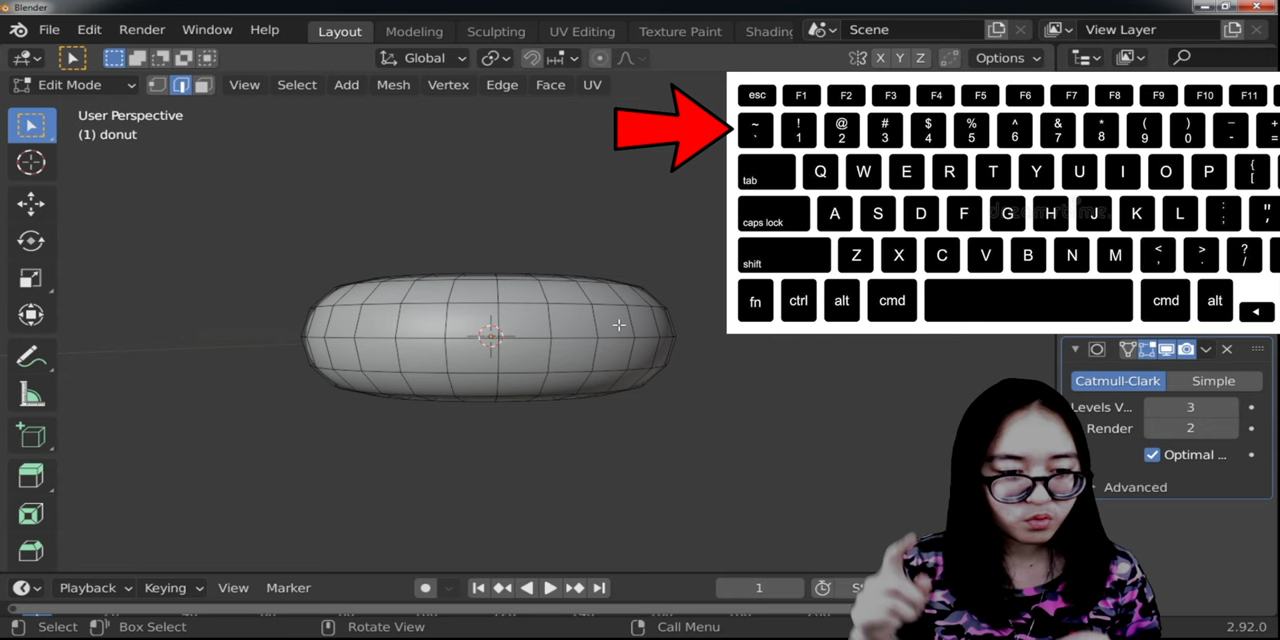 Blender
File Edit Render Window Help Layout Modeling Sculpting UV Editing Texture Paint Shading Scene View Layer
Global X Y Z Options
Edit Mode View Select Add Mesh Vertex Edge Face UV
User Perspective
(1) donut
esc F1 F2 F3 F4 F5 F6 F7 F8 F9 F10 F11
~ ! @ # $ % ^ & * ( ) — +
` 1 2 3 4 5 6 7 8 9 0 - =
tab Q W E R T Y U I O P { [
caps lock A S D F G H J K L : ; " ,
shift Z X C V B N M < , > . ? /
fn ctrl alt cmd cmd alt
Catmull-Clark Simple
Levels V... 3
Render 2
Optimal ...
Advanced
Playback Keying View Marker 1
Select Box Select Rotate View Call Menu 2.92.0